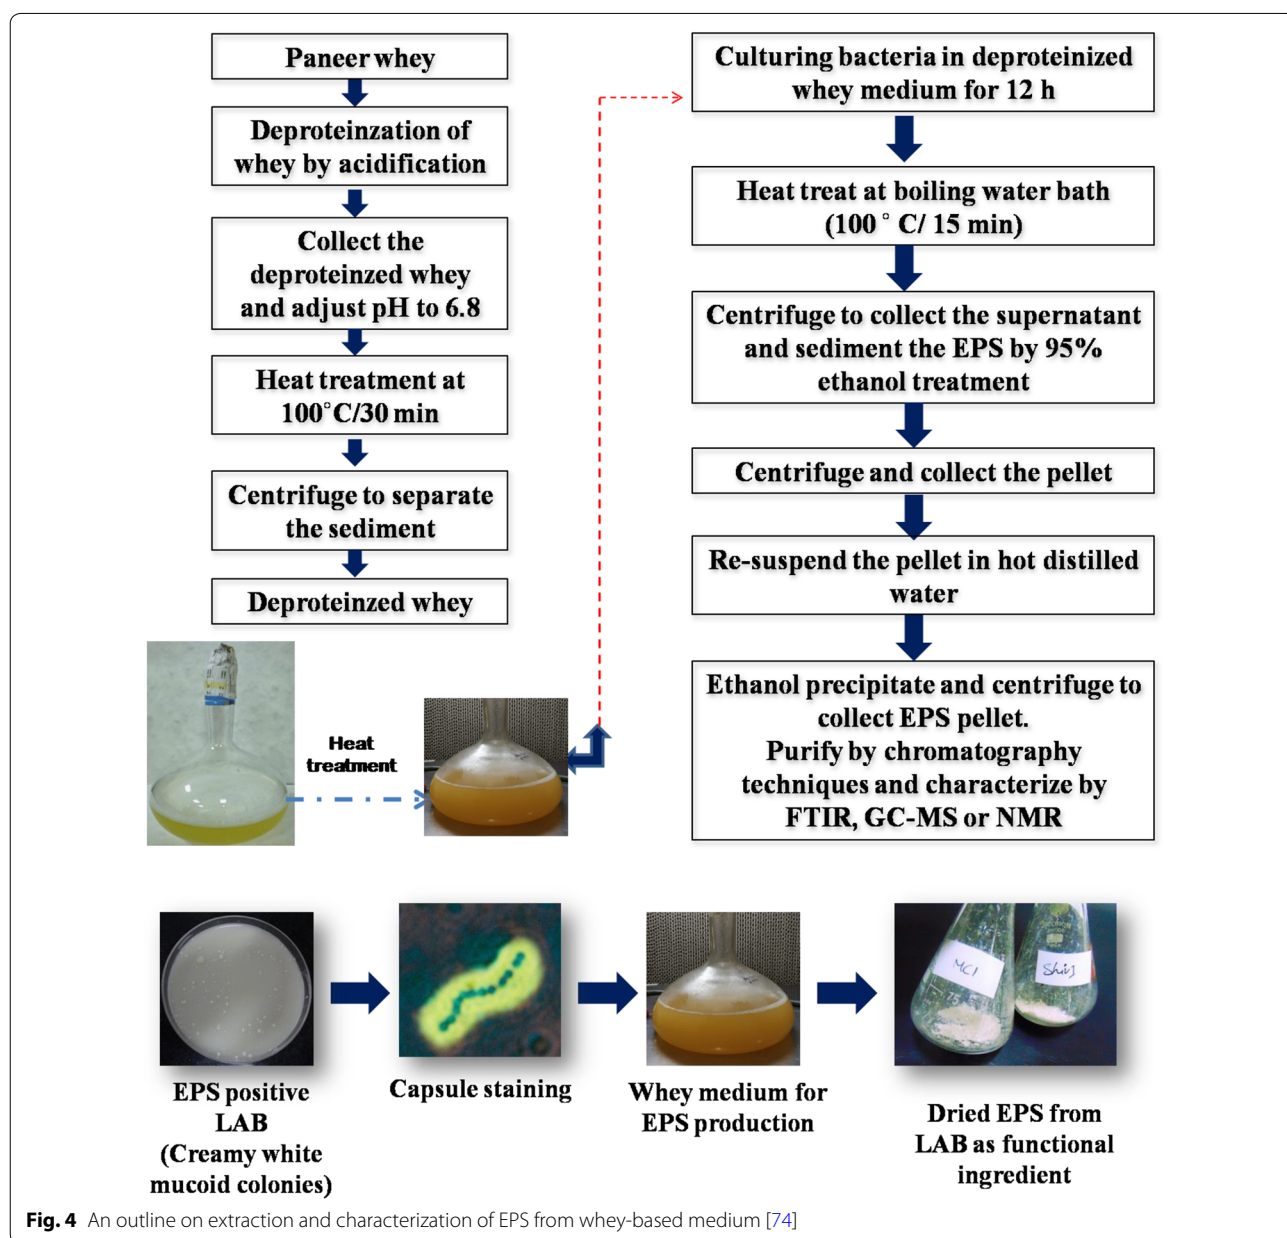 Paneer whey
Deproteinzation of
whey by acidification
Collect the
deproteinzed whey
and adjust pH to 6.8
Heat treatment at
100°C/30 min
Centrifuge to separate
the sediment
Deproteinzed whey
Heat
treatment
Culturing bacteria in deproteinized
whey medium for 12 h
Heat treat at boiling water bath
(100 ° C/ 15 min)
Centrifuge to collect the supernatant
and sediment the EPS by 95%
ethanol treatment
Centrifuge and collect the pellet
Re-suspend the pellet in hot distilled
water
Ethanol precipitate and centrifuge to
collect EPS pellet.
Purify by chromatography
techniques and characterize by
FTIR, GC-MS or NMR
EPS positive
LAB
(Creamy white
mucoid colonies)
Capsule staining
Whey medium for
EPS production
MC1
Shiv1
Dried EPS from
LAB as functional
ingredient
Fig. 4 An outline on extraction and characterization of EPS from whey-based medium [74]